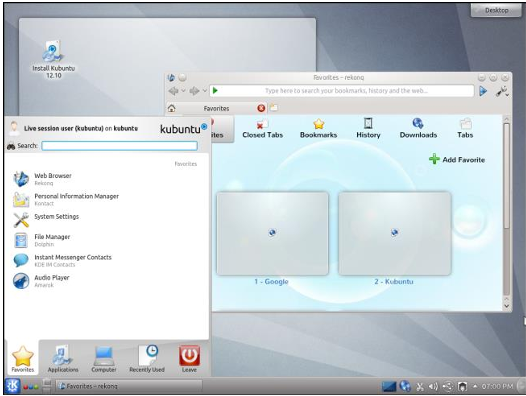 Desktop
Install Kubuntu
12.10
Favorites - rekonq
Type here to search your bookmarks, history and the web...
Favorites
ites
Closed Tabs
Bookmarks
History
Downloads
Tabs
Add Favorite
1 - Google
2 - Kubuntu
Live session user (kubuntu) on kubuntu
kubuntu
Search:
Favorites
Web Browser
Rekonq
Personal Information Manager
Kontact
System Settings
File Manager
Dolphin
Instant Messenger Contacts
KDE IM Contacts
Audio Player
Amarok
Favorites
Applications
Computer
Recently Used
Leave
Favorites - rekonq
07:00 PM